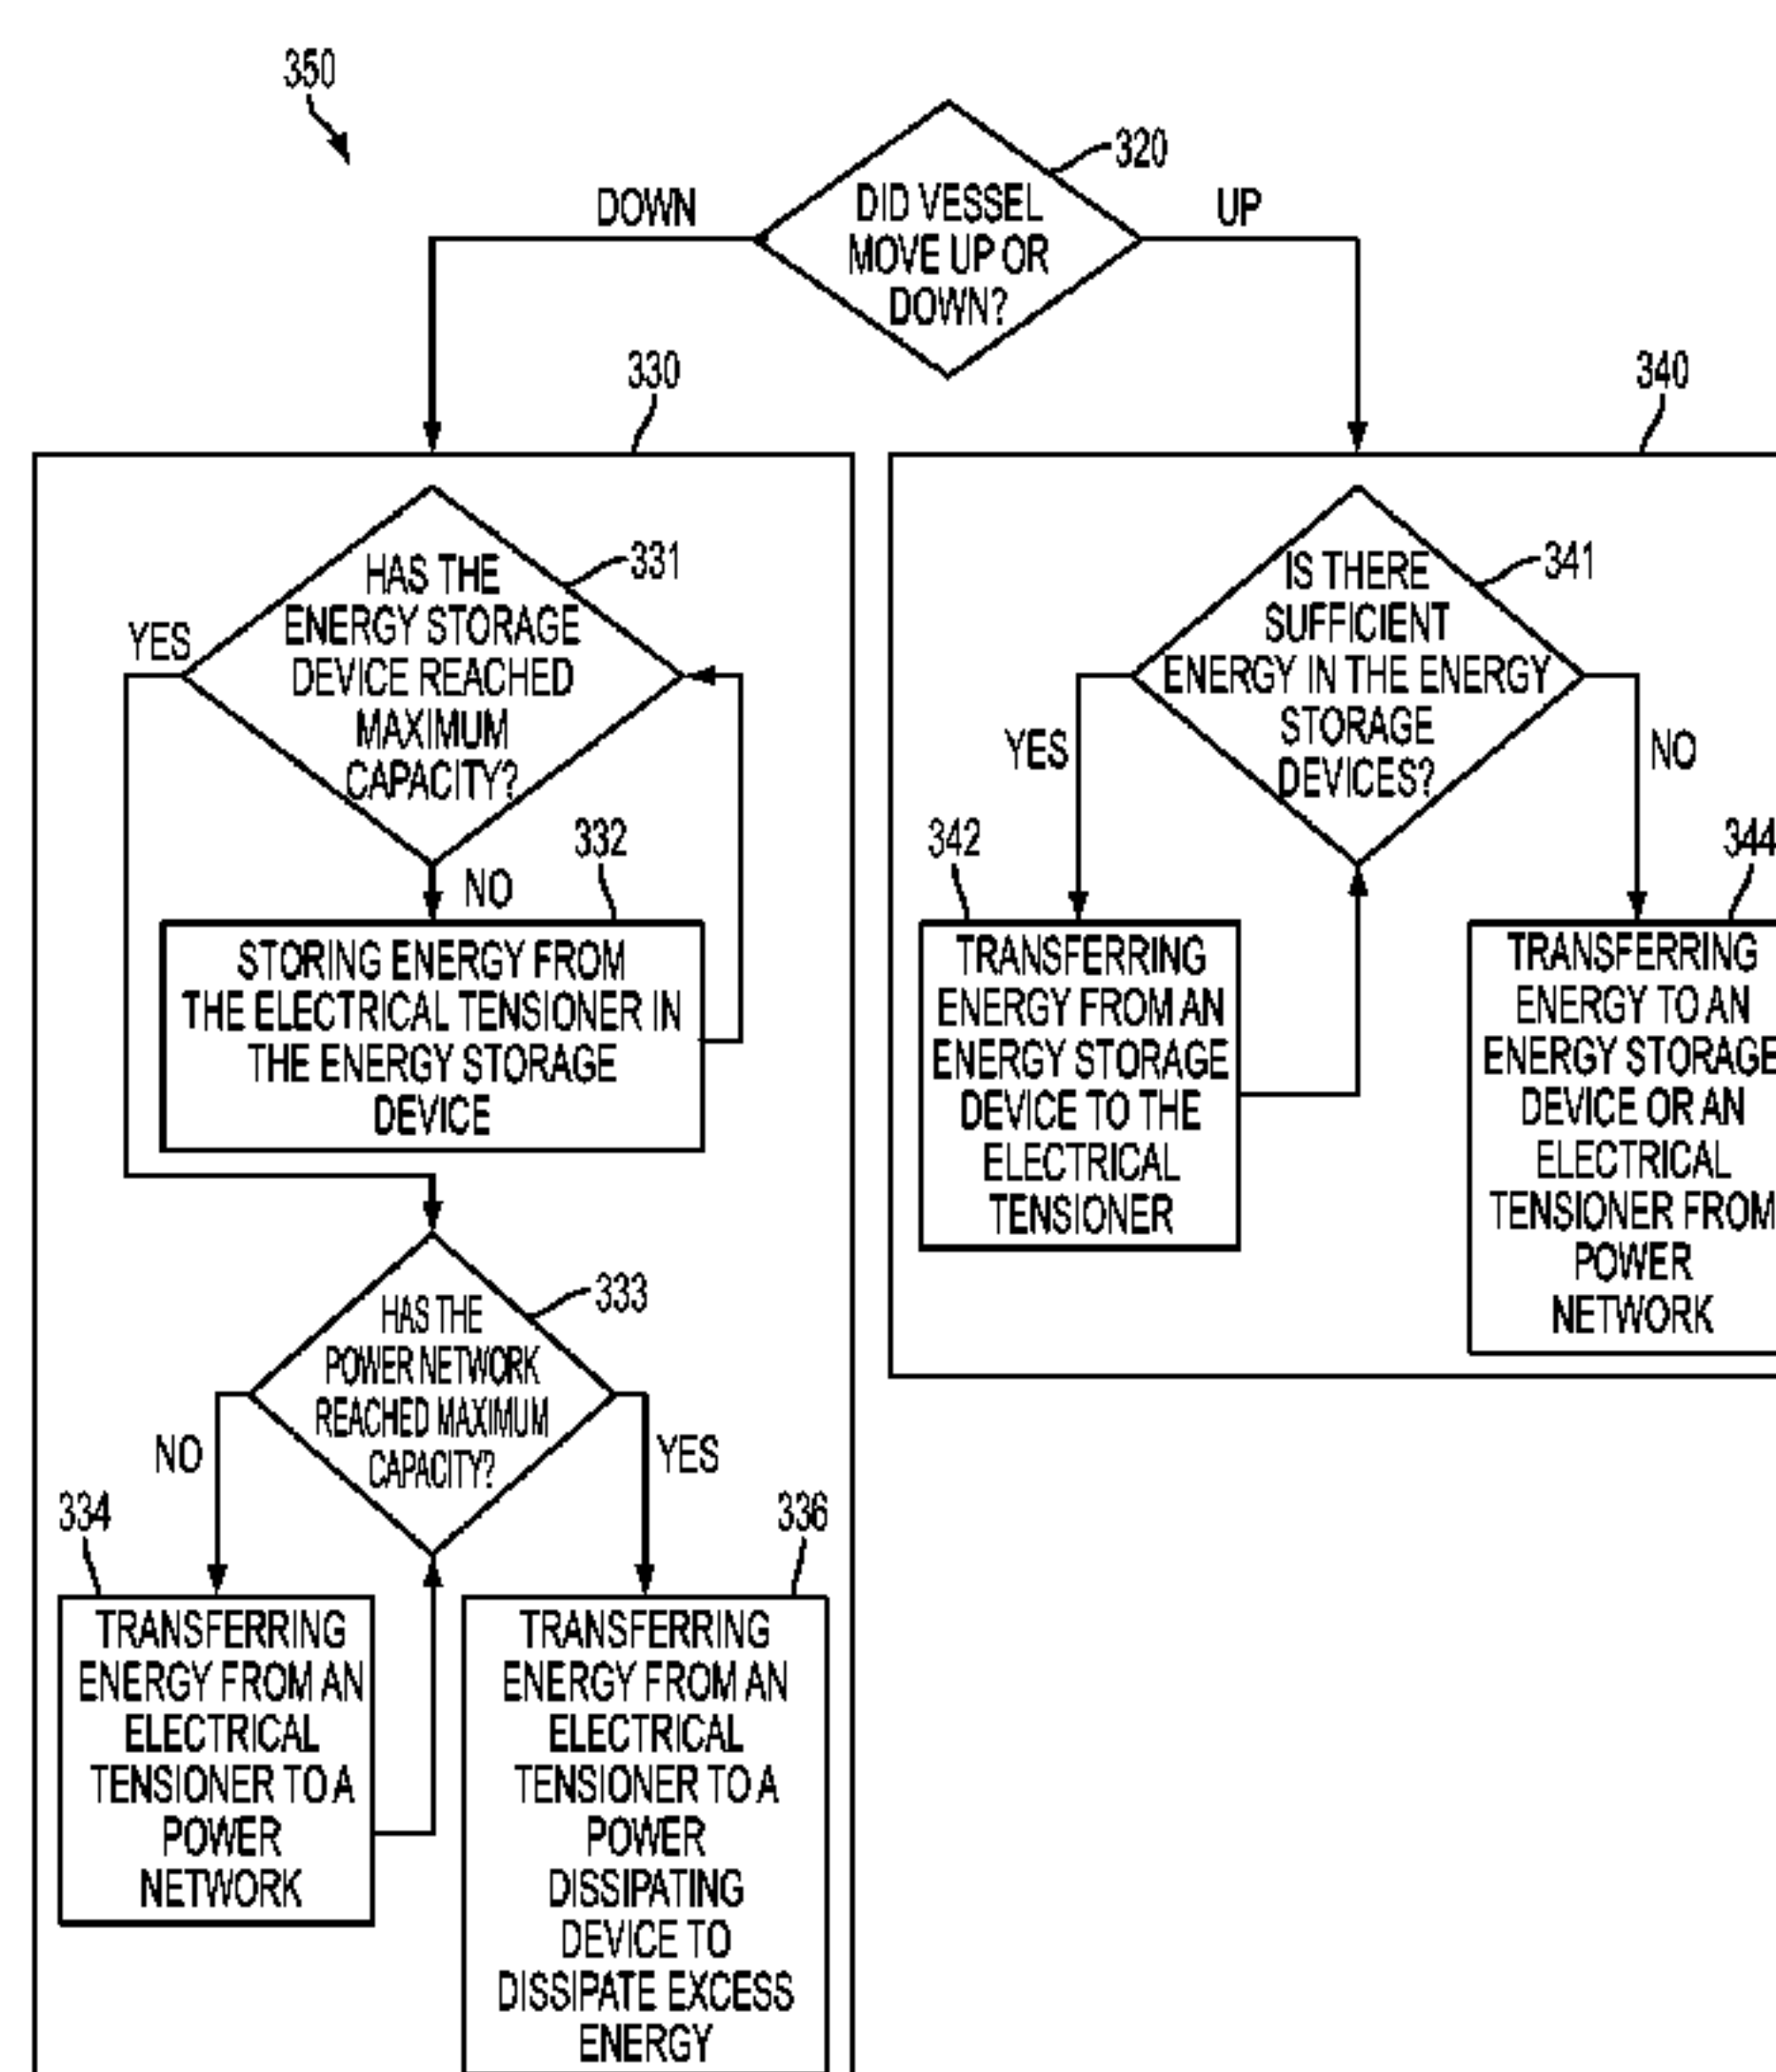 350
320
DID VESSEL
MOVE UP OR
DOWN?
DOWN
UP
330
331
HAS THE
ENERGY STORAGE
DEVICE REACHED
MAXIMUM
CAPACITY?
YES
NO
332
STORING ENERGY FROM
THE ELECTRICAL TENSIONER IN
THE ENERGY STORAGE
DEVICE
333
HAS THE
POWER NETWORK
REACHED MAXIMUM
CAPACITY?
NO
YES
334
TRANSFERRING
ENERGY FROM AN
ELECTRICAL
TENSIONER TO A
POWER
NETWORK
336
TRANSFERRING
ENERGY FROM AN
ELECTRICAL
TENSIONER TO A
POWER
DISSIPATING
DEVICE TO
DISSIPATE EXCESS
ENERGY
340
341
IS THERE
SUFFICIENT
ENERGY IN THE ENERGY
STORAGE
DEVICES?
YES
NO
342
TRANSFERRING
ENERGY FROM AN
ENERGY STORAGE
DEVICE TO THE
ELECTRICAL
TENSIONER
344
TRANSFERRING
ENERGY TO AN
ENERGY STORAGE
DEVICE OR AN
ELECTRICAL
TENSIONER FROM
POWER
NETWORK